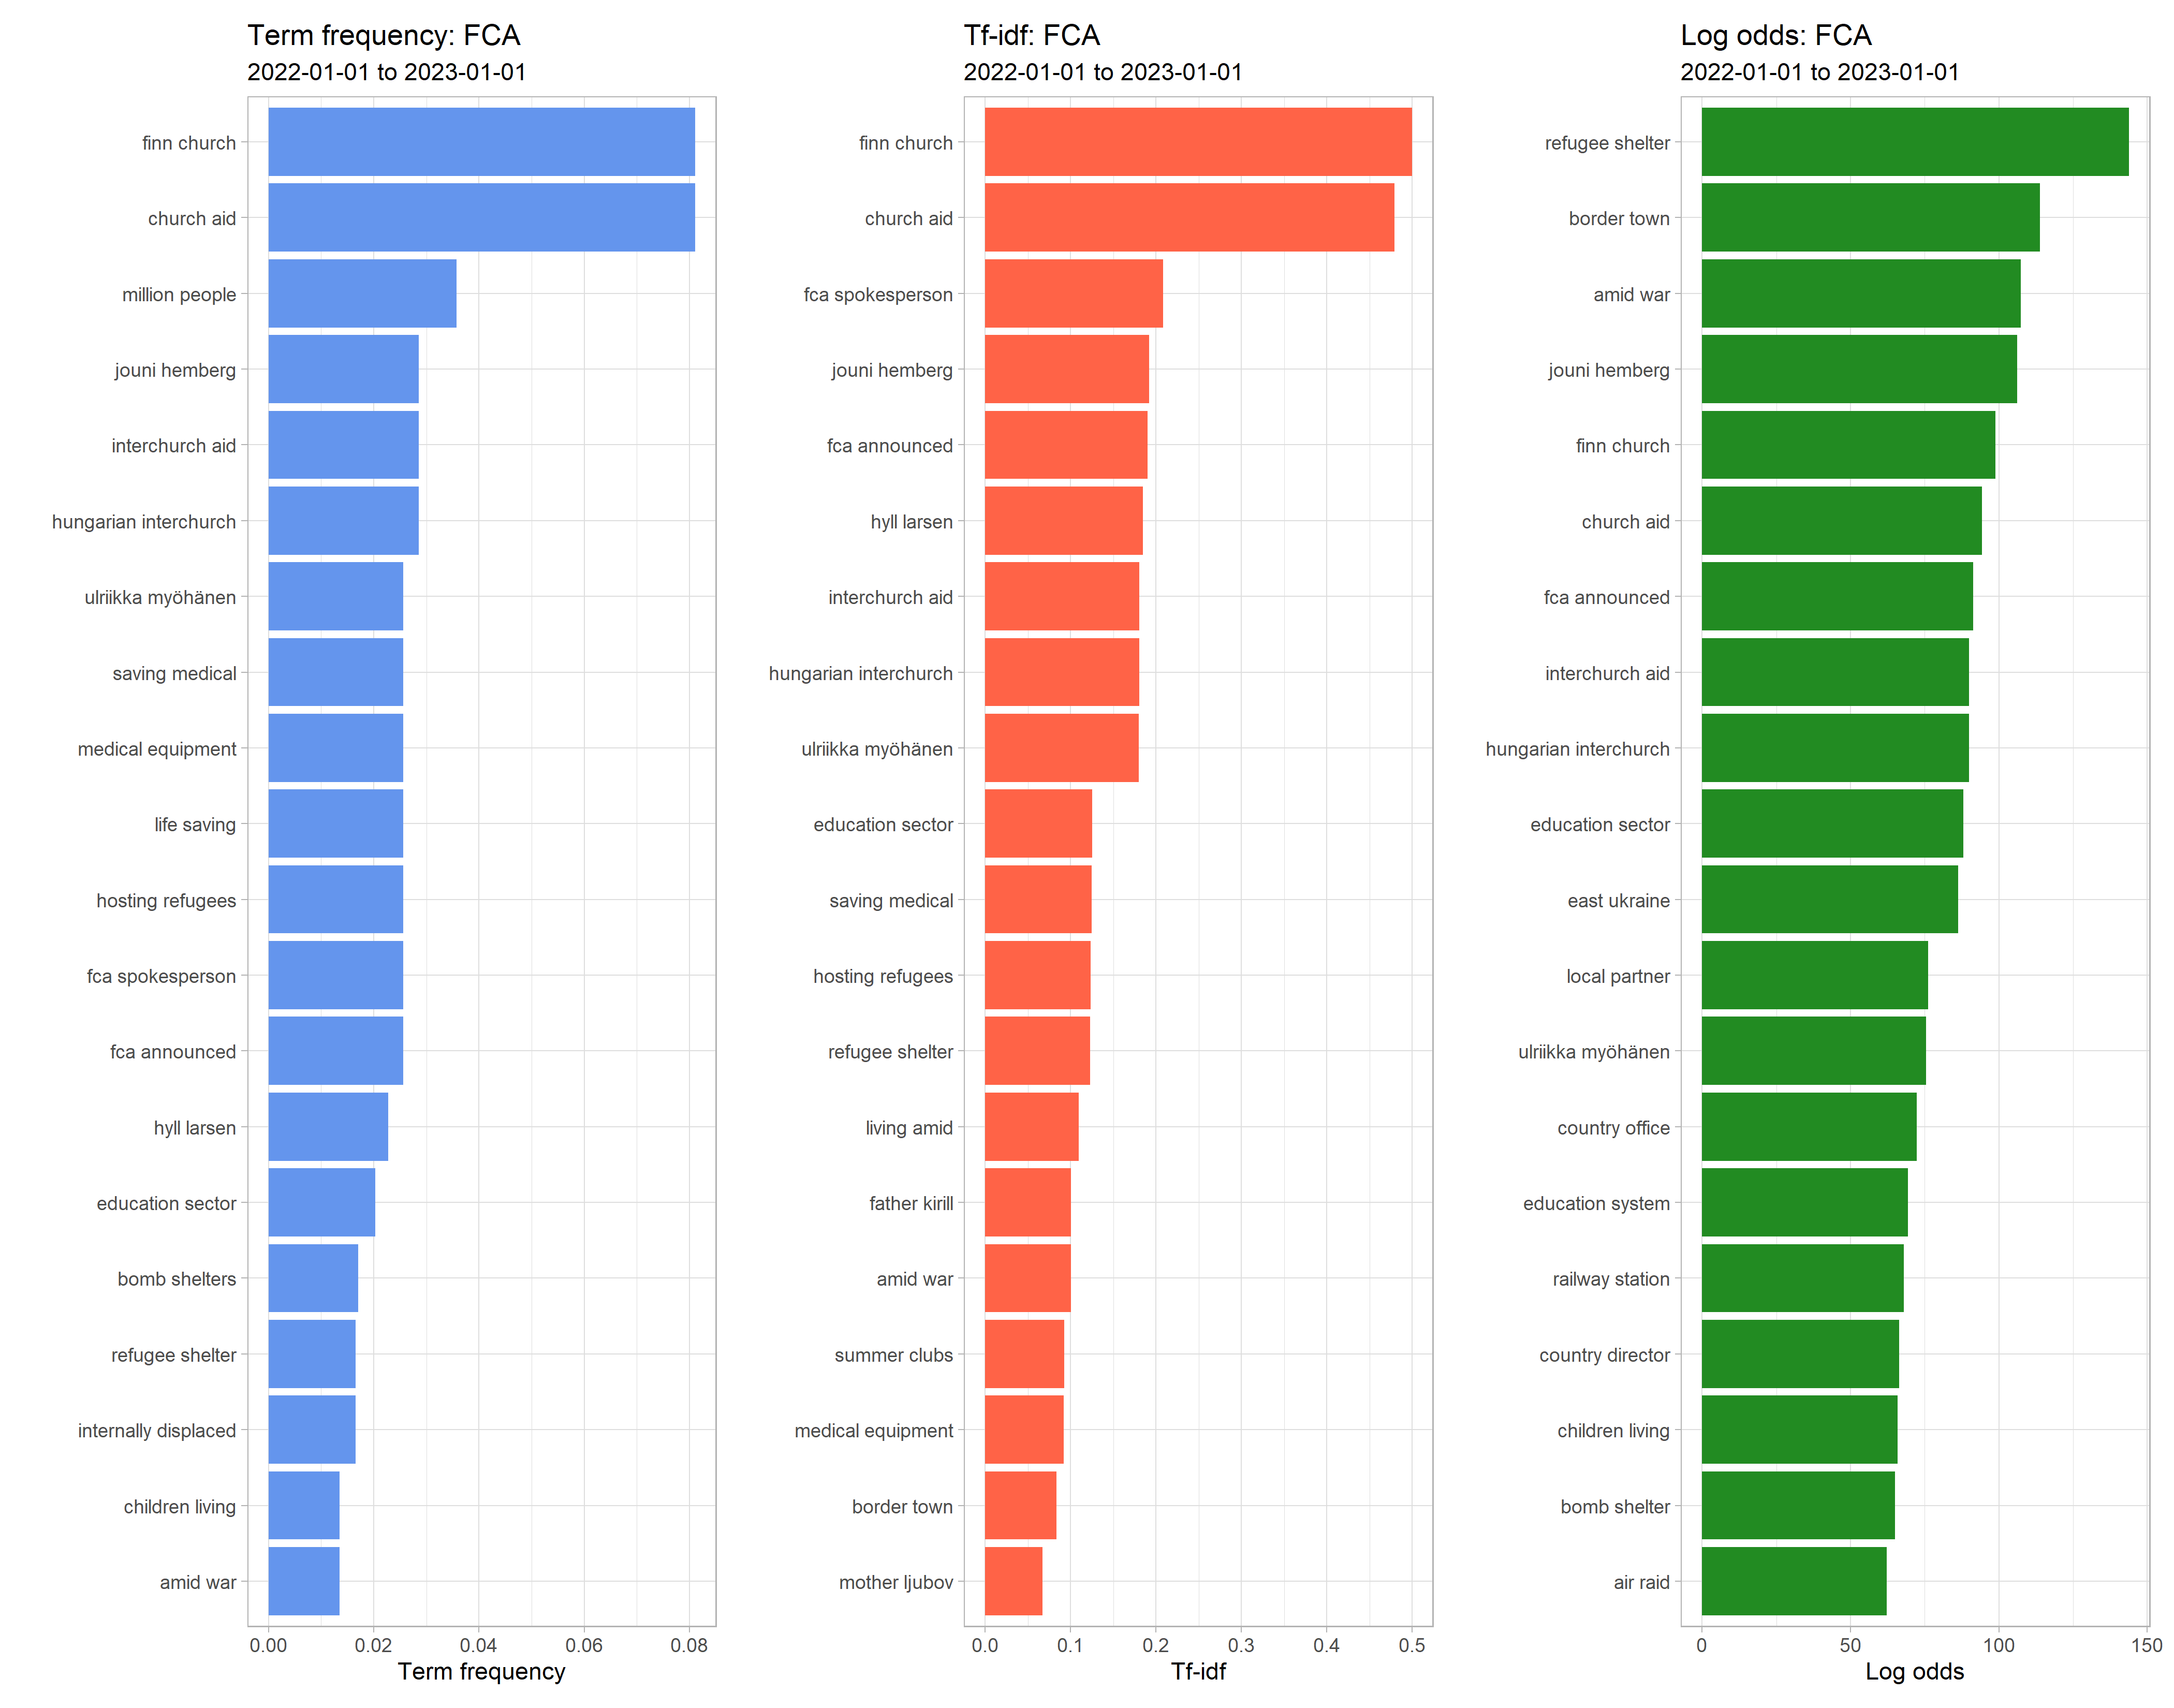 Term frequency: FCA
2022-01-01 to 2023-01-01
finn church
church aid
million people
jouni hemberg
interchurch aid
hungarian interchurch
ulriikka myöhänen
saving medical
medical equipment
life saving
hosting refugees
fca spokesperson
fca announced
hyll larsen
education sector
bomb shelters
refugee shelter
internally displaced
children living
amid war
0.00 0.02 0.04 0.06 0.08
Term frequency
Tf-idf: FCA
2022-01-01 to 2023-01-01
finn church
church aid
fca spokesperson
jouni hemberg
fca announced
hyll larsen
interchurch aid
hungarian interchurch
ulriikka myöhänen
education sector
saving medical
hosting refugees
refugee shelter
living amid
father kirill
amid war
summer clubs
medical equipment
border town
mother ljubov
0.0 0.1 0.2 0.3 0.4 0.5
Tf-idf
Log odds: FCA
2022-01-01 to 2023-01-01
refugee shelter
border town
amid war
jouni hemberg
finn church
church aid
fca announced
interchurch aid
hungarian interchurch
education sector
east ukraine
local partner
ulriikka myöhänen
country office
education system
railway station
country director
children living
bomb shelter
air raid
0 50 100 150
Log odds